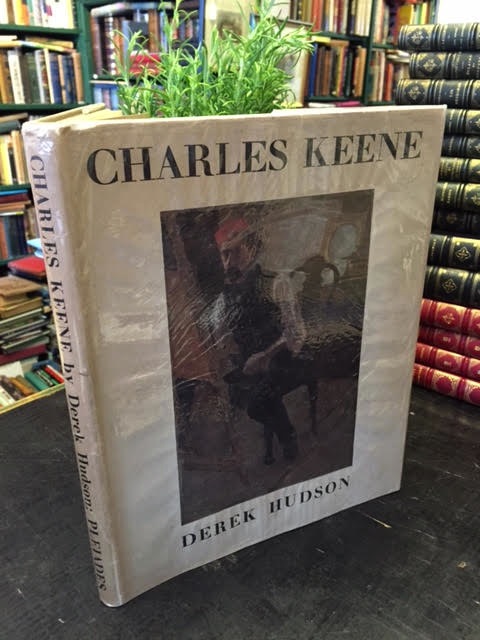 CHARLES KEENE
DEREK HUDSON
CHARLES KEENE by Derek Hudson: PLEIADES